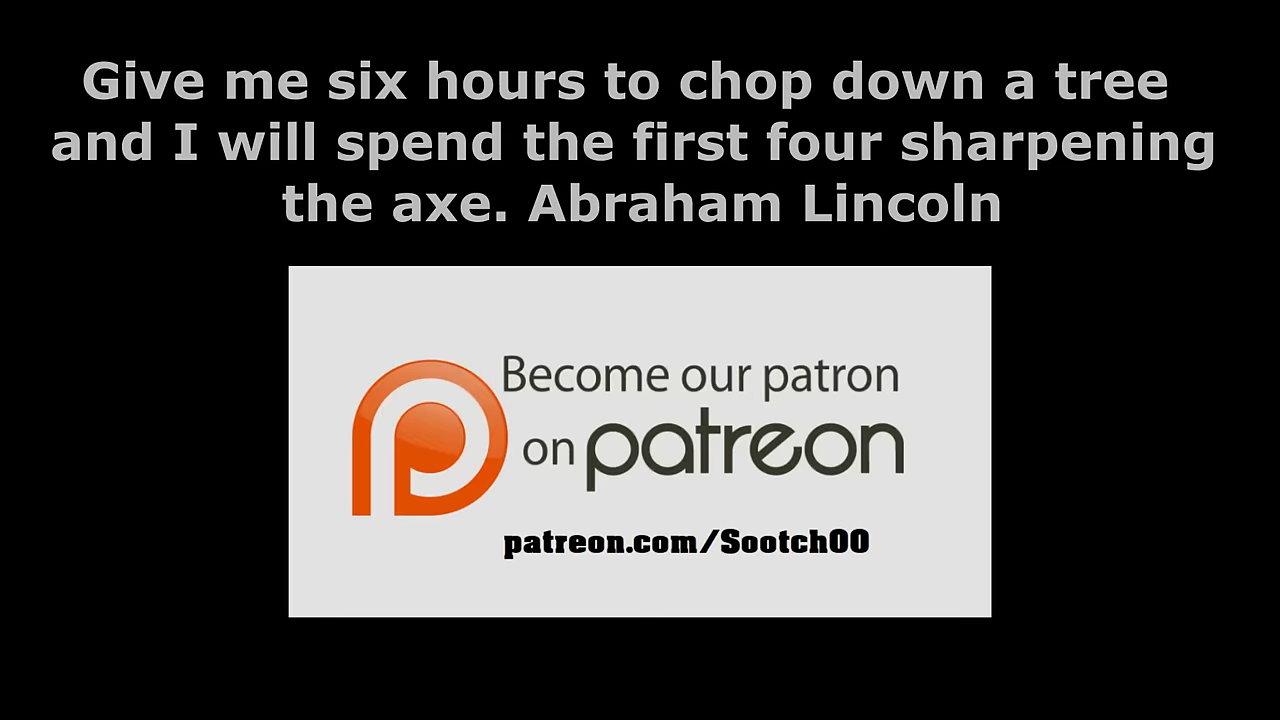 Give me six hours to chop down a tree
and I will spend the first four sharpening
the axe. Abraham Lincoln
Become our patron
on patreon
patreon.com/Sootch00